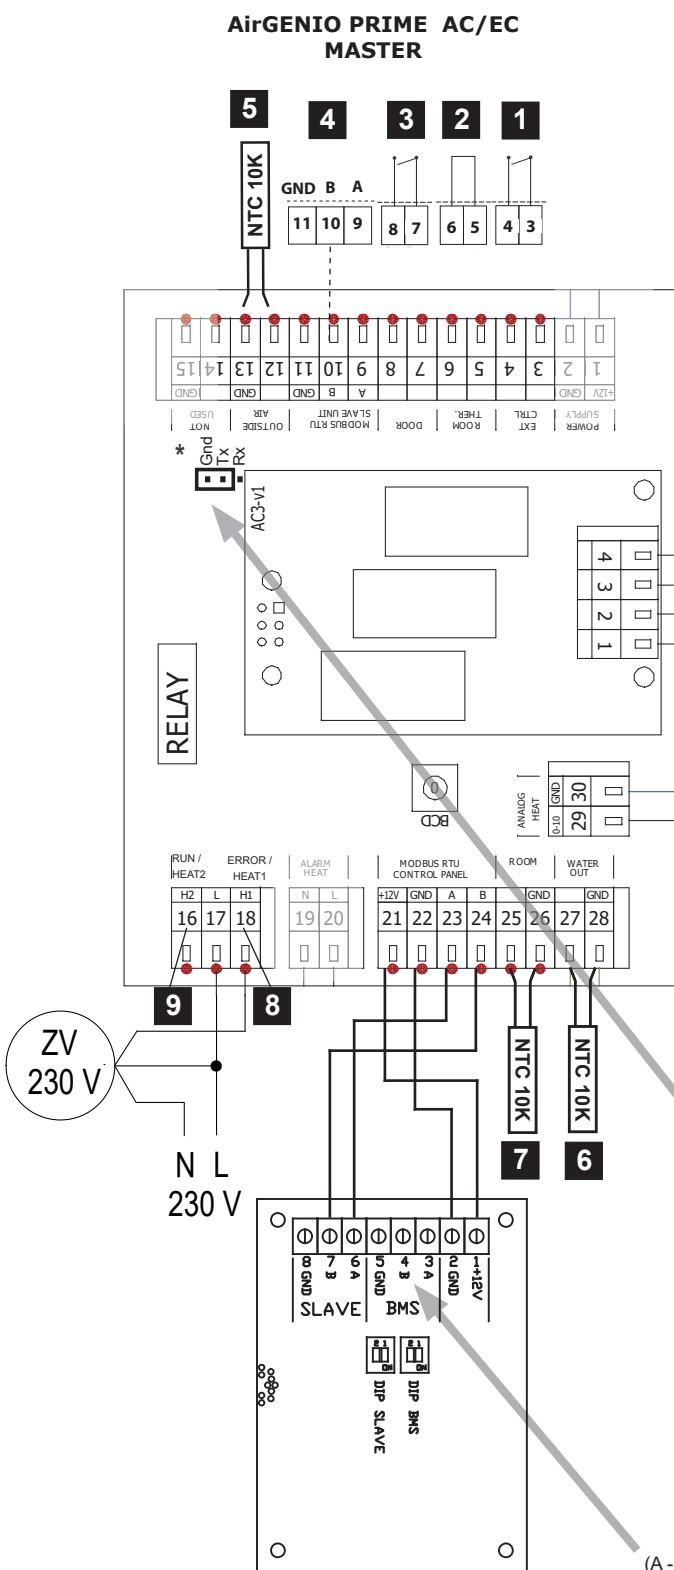 AirGENIO PRIME AC/EC
MASTER
5 4 3 2 1
NTC 10K
GND B A
11 10 9 8 7 6 5 4 3
15 14 13 12 11 10 9 8 7 6 5 4 3 2 1
GND GND GND B A GND +12V
NOT USED
OUTSIDE AIR
MODBUS RTU SLAVE UNIT
DOOR
ROOM THER.
EXT CTRL
POWER SUPPLY
*
Gnd
Tx
Rx
AC3-v1
4
3
2
1
RELAY
0
BCD
ANALOG HEAT
GND 30
0-10 29
RUN / HEAT2
ERROR / HEAT1
ALARM HEAT
MODBUS RTU CONTROL PANEL
ROOM
WATER OUT
H2 L H1 N L +12V GND A B GND GND
16 17 18 19 20 21 22 23 24 25 26 27 28
9 8
ZV
230 V
NTC 10K
NTC 10K
7 6
N L
230 V
8 GND
7 B
6 A
5 GND
4 B
3 A
2 GND
1 +12V
SLAVE BMS
2 1
ON
2 1
ON
DIP SLAVE
DIP BMS
(A -